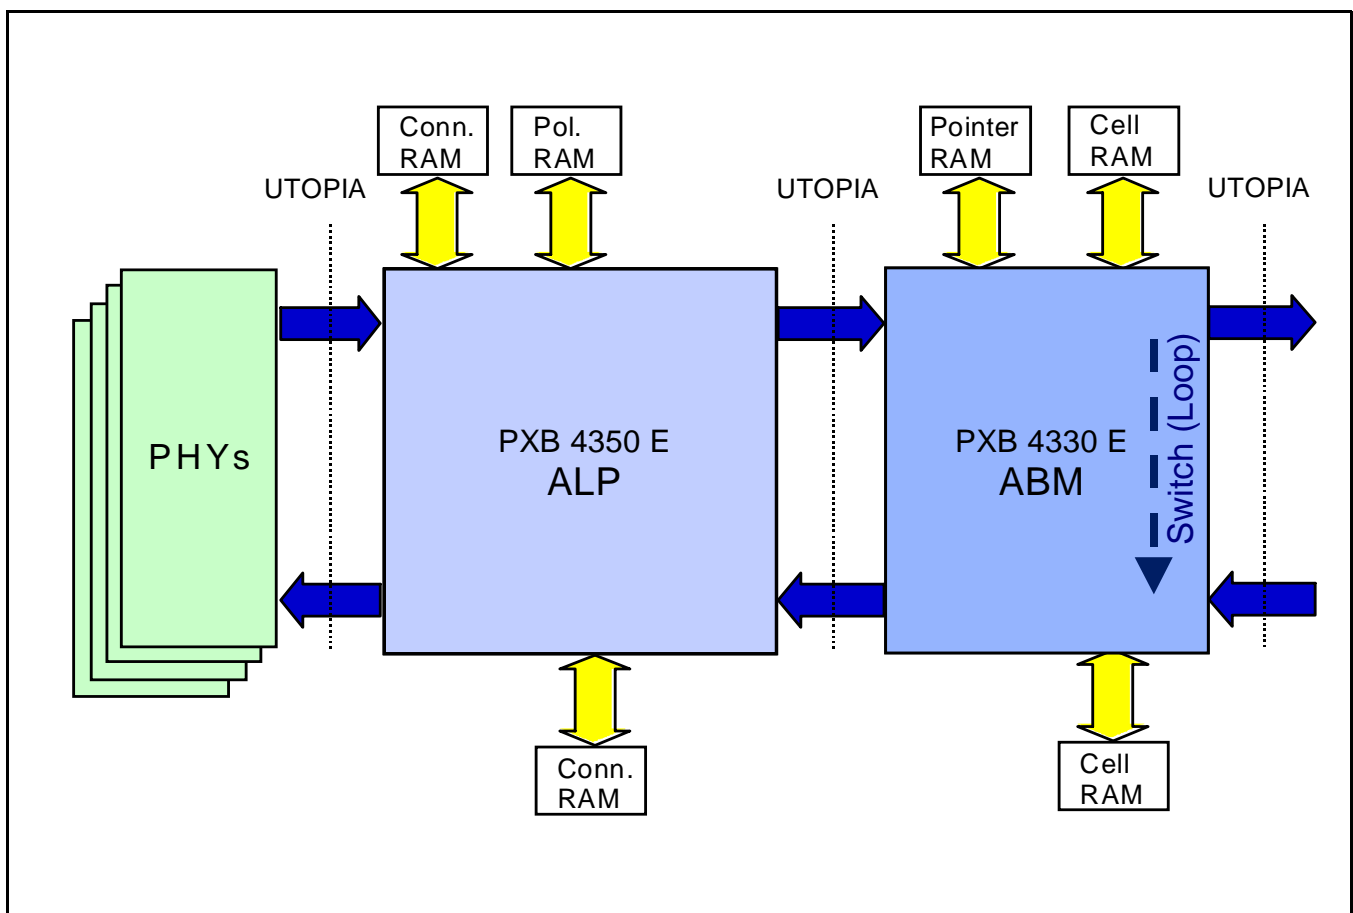 Conn.
RAM
Pol.
RAM
Pointer
RAM
Cell
RAM
UTOPIA
UTOPIA
UTOPIA
PHYs
PXB 4350 E
ALP
PXB 4330 E
ABM
Switch (Loop)
Conn.
RAM
Cell
RAM